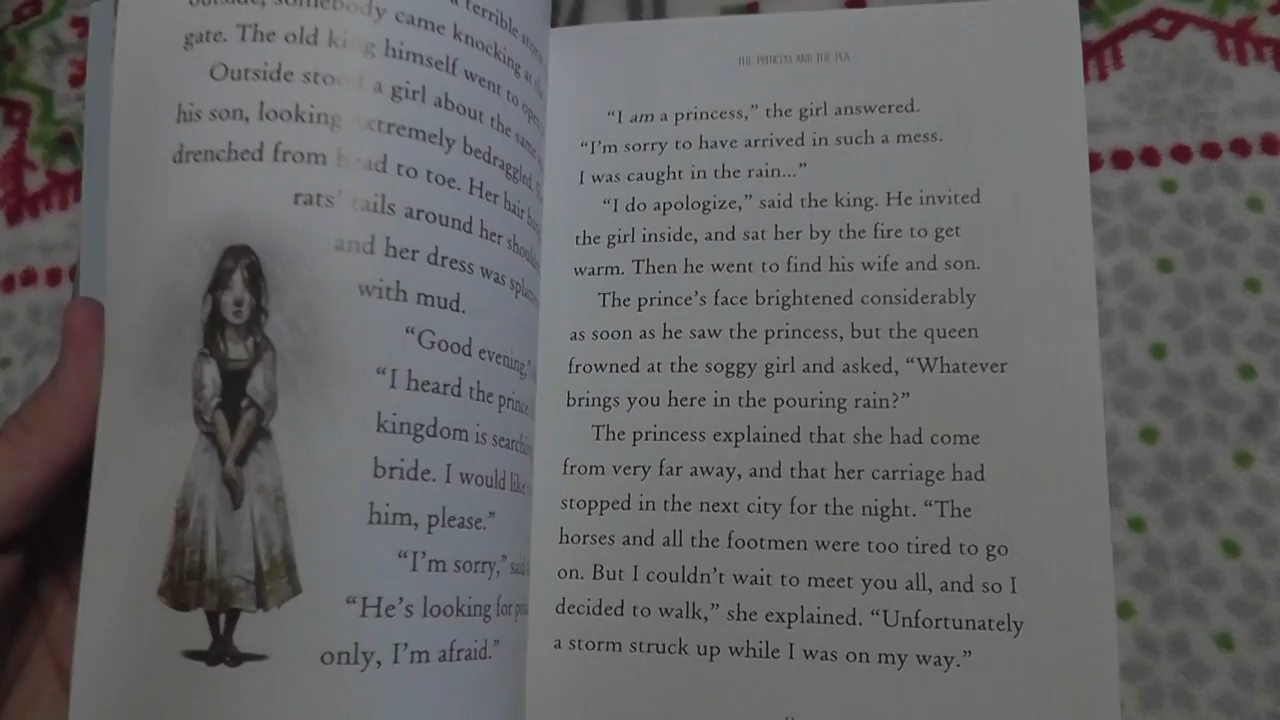 a terrible
came knocking at
gate. The old king himself went to
Outside stood a girl about the same
his son, looking extremely bedraggled.
drenched from head to toe. Her hair
rats' tails around her
and her dress was
with mud.
“Good evening,”
“I heard the
kingdom is
bride. I would like
him, please.”
“I'm sorry,”
“He's looking for
only, I'm afraid.”
THE PRINCESS AND THE PEA
“I am a princess,” the girl answered.
“I'm sorry to have arrived in such a mess.
I was caught in the rain...”
“I do apologize,” said the king. He invited
the girl inside, and sat her by the fire to get
warm. Then he went to find his wife and son.
The prince's face brightened considerably
as soon as he saw the princess, but the queen
frowned at the soggy girl and asked, “Whatever
brings you here in the pouring rain?”
The princess explained that she had come
from very far away, and that her carriage had
stopped in the next city for the night. “The
horses and all the footmen were too tired to go
on. But I couldn't wait to meet you all, and so I
decided to walk,” she explained. “Unfortunately
a storm struck up while I was on my way.”